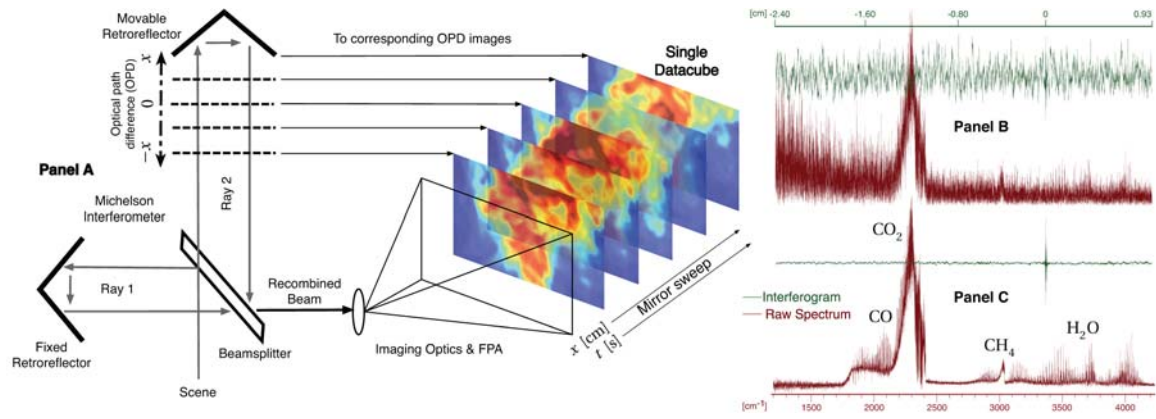 Movable
Retroreflector
x
0
−x
Optical path
difference (OPD)
To corresponding OPD images
Single
Datacube
Panel A
Michelson
Interferometer
Ray 2
Ray 1
Recombined
Beam
Fixed
Retroreflector
Beamsplitter
Scene
Imaging Optics & FPA
x [cm]
t [s]
Mirror sweep
[cm]
-2.40 -1.60 -0.80 0 0.93
Panel B
CO2
Panel C
Interferogram
Raw Spectrum
CO
CH4
H2O
[cm-1] 2000 2500 3000 3500 4000